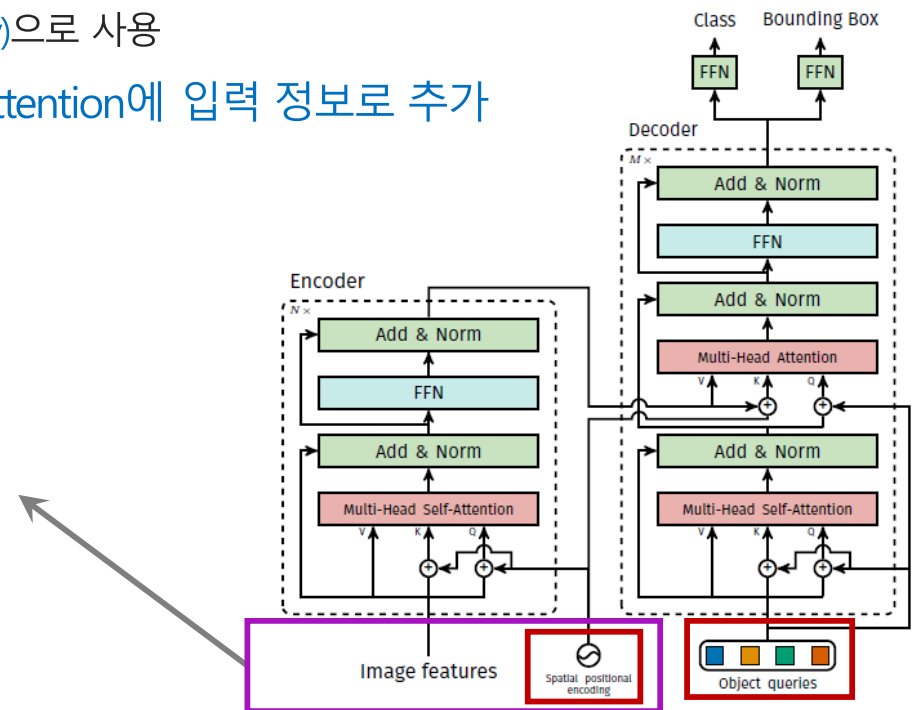 )으로 사용
ttention에 입력 정보로 추가
Class Bounding Box
FFN FFN
Decoder
M×
Add & Norm
FFN
Add & Norm
Multi-Head Attention
V K Q
Add & Norm
Multi-Head Self-Attention
V K Q
Object queries
Encoder
N×
Add & Norm
FFN
Add & Norm
Multi-Head Self-Attention
V K Q
Image features
Spatial positional
encoding